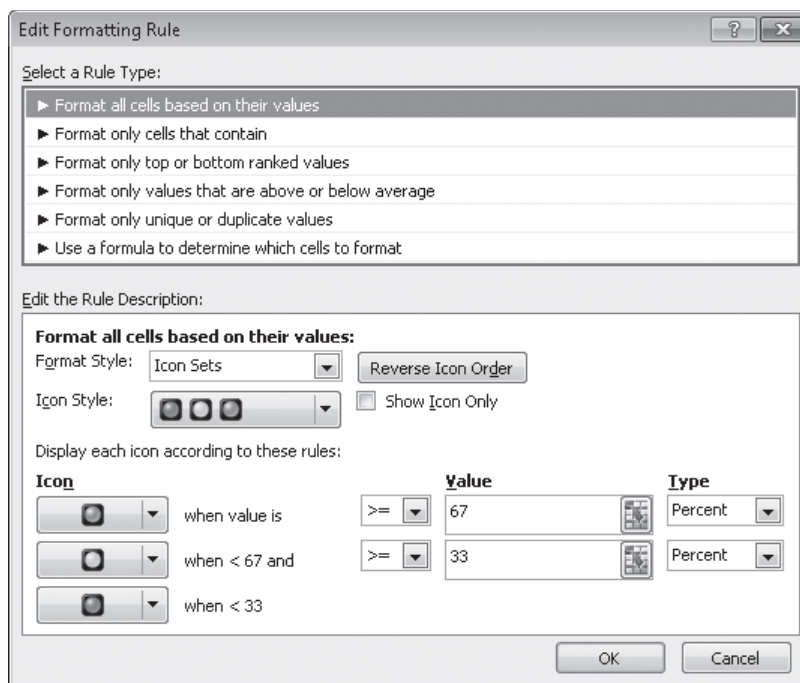 Edit Formatting Rule
Select a Rule Type:
► Format all cells based on their values
► Format only cells that contain
► Format only top or bottom ranked values
► Format only values that are above or below average
► Format only unique or duplicate values
► Use a formula to determine which cells to format
Edit the Rule Description:
Format all cells based on their values:
Format Style: Icon Sets Reverse Icon Order
Icon Style: Show Icon Only
Display each icon according to these rules:
Icon Value Type
when value is >= 67 Percent
when < 67 and >= 33 Percent
when < 33
OK Cancel